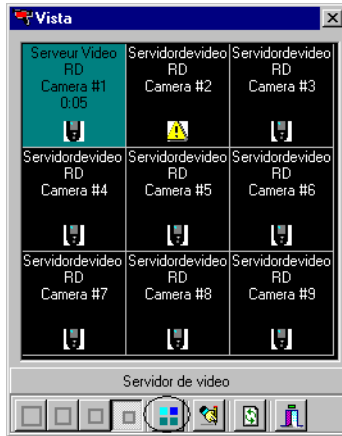 Vista
Serveur Video RD Camera #1 0:05
Servidordevideo RD Camera #2
Servidordevideo RD Camera #3
Servidordevideo RD Camera #4
Servidordevideo RD Camera #5
Servidordevideo RD Camera #6
Servidordevideo RD Camera #7
Servidordevideo RD Camera #8
Servidordevideo RD Camera #9
Servidor de video